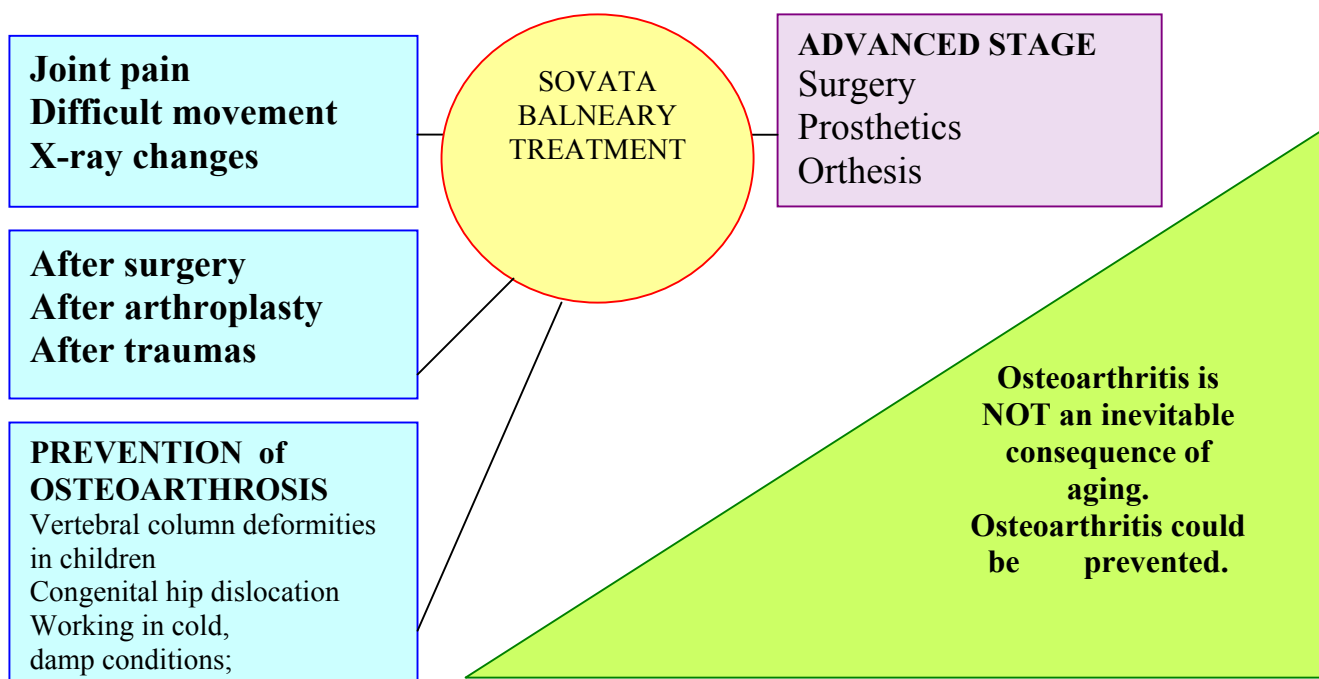 Joint pain
Difficult movement
X-ray changes
SOVATA
BALNEARY
TREATMENT
ADVANCED STAGE
Surgery
Prosthetics
Orthesis
After surgery
After arthroplasty
After traumas
PREVENTION of
OSTEOARTHROSIS
Vertebral column deformities
in children
Congenital hip dislocation
Working in cold,
damp conditions;
Osteoarthritis is
NOT an inevitable
consequence of
aging.
Osteoarthritis could
be prevented.